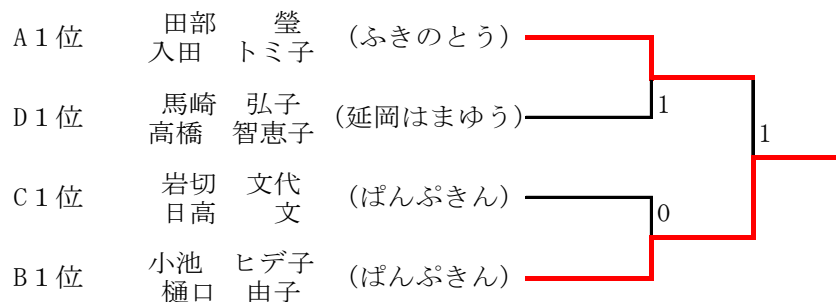 田部　　瑩
A1位　(ふきのとう)
入田　トミ子
馬崎　弘子
D1位　(延岡はまゆう)
高橋　智恵子
1
1
岩切　文代
C1位　(ぱんぷきん)
日高　　文
0
小池　ヒデ子
B1位　(ぱんぷきん)
樋口　由子